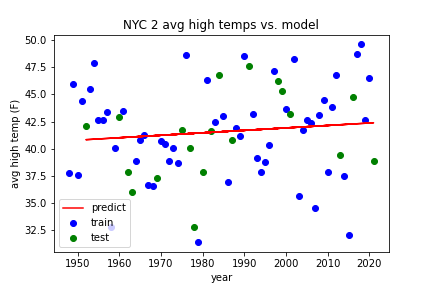 NYC 2 avg high temps vs. model
avg high temp (F)
50.0
47.5
45.0
42.5
40.0
37.5
35.0
32.5
predict
train
test
1950 1960 1970 1980 1990 2000 2010 2020
year